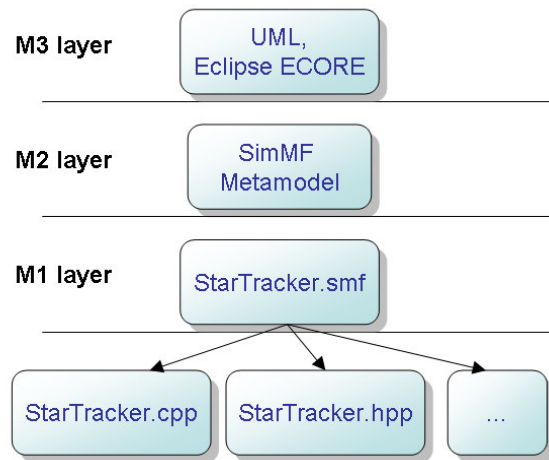 M3 layer
UML,
Eclipse ECORE
M2 layer
SimMF
Metamodel
M1 layer
StarTracker.smf
StarTracker.cpp
StarTracker.hpp
...